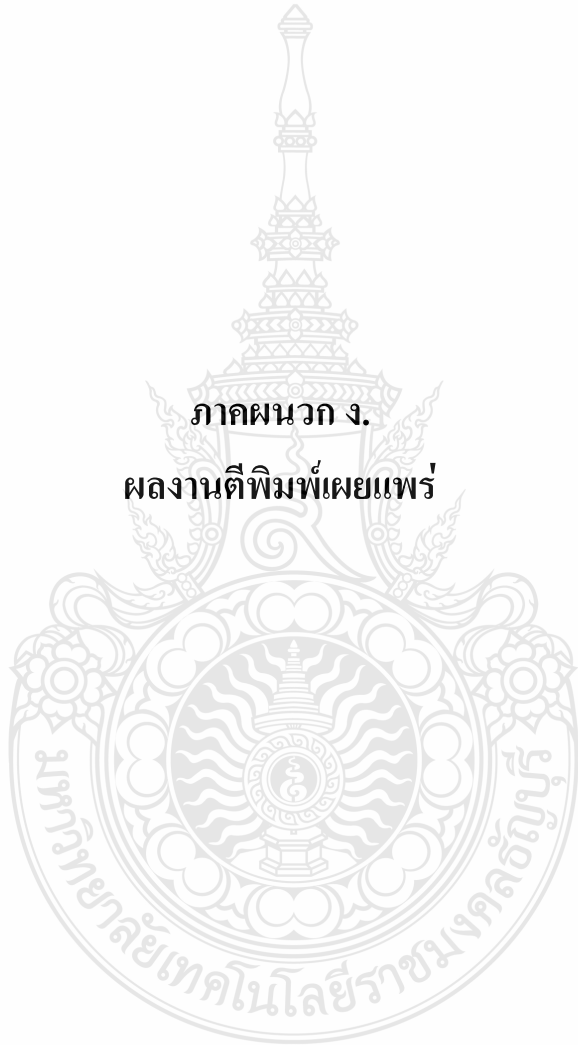 ภาคผนวก ง.
ผลงานตีพิมพ์เผยแพร่
มหาวิทยาลัยเทคโนโลยีราชมงคลธัญบุรี